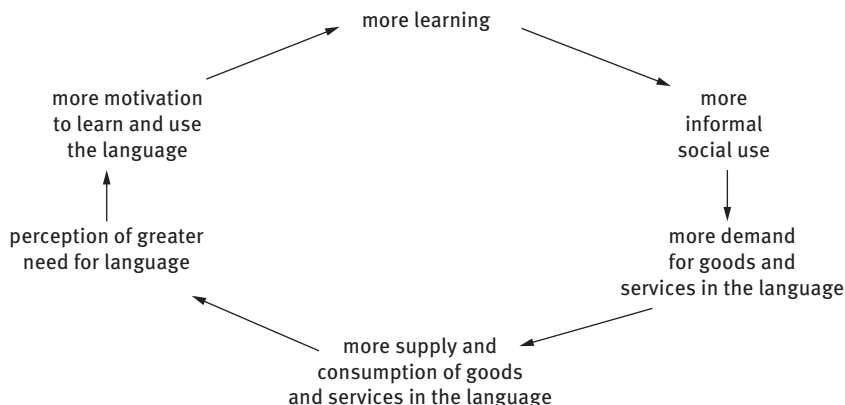 more learning
more
informal
social use
more demand
for goods and
services in the language
more supply and
consumption of goods
and services in the language
perception of greater
need for language
more motivation
to learn and use
the language